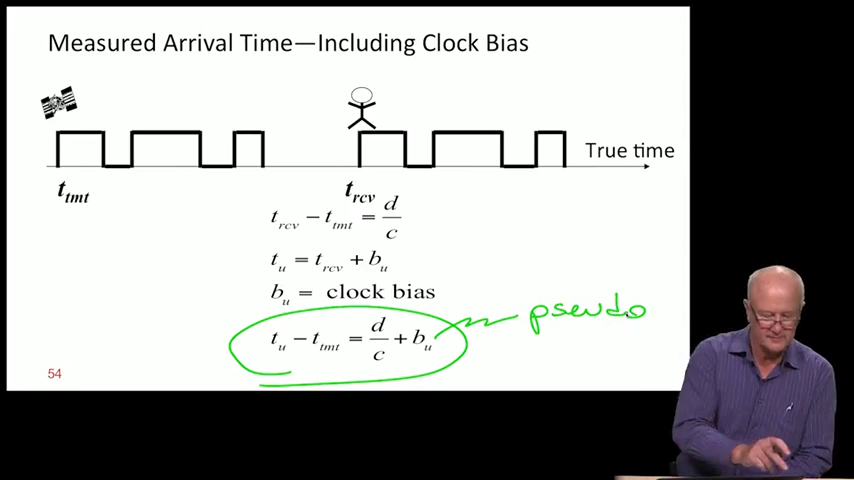 Measured Arrival Time—Including Clock Bias
True time
t_tmt
t_rcv
t_rcv − t_tmt = d/c
t_u = t_rcv + b_u
b_u = clock bias
t_u − t_tmt = d/c + b_u
pseudo
54